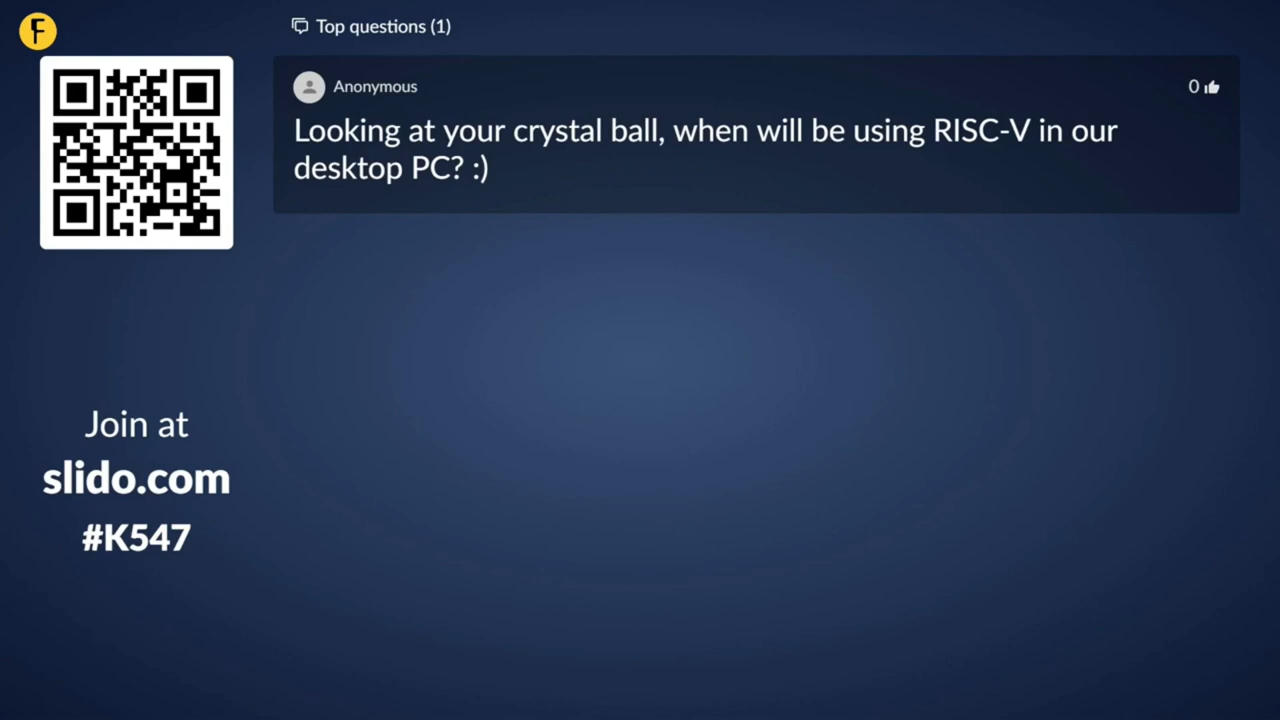 F
Top questions (1)
Anonymous
0
Looking at your crystal ball, when will be using RISC-V in our
desktop PC? :)
Join at
slido.com
#K547